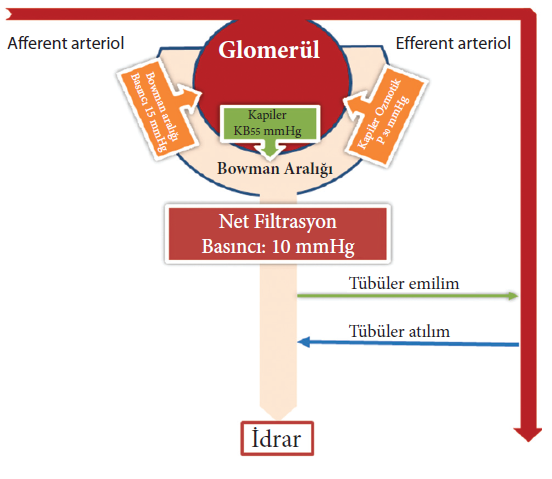 Afferent arteriol
Glomerül
Efferent arteriol
Bowman aralığı
Basıncı 15 mmHg
Kapiler
KB55 mmHg
Kapiler Ozmotik
P 30 mmHg
Bowman Aralığı
Net Filtrasyon
Basıncı: 10 mmHg
Tübüler emilim
Tübüler atılım
İdrar